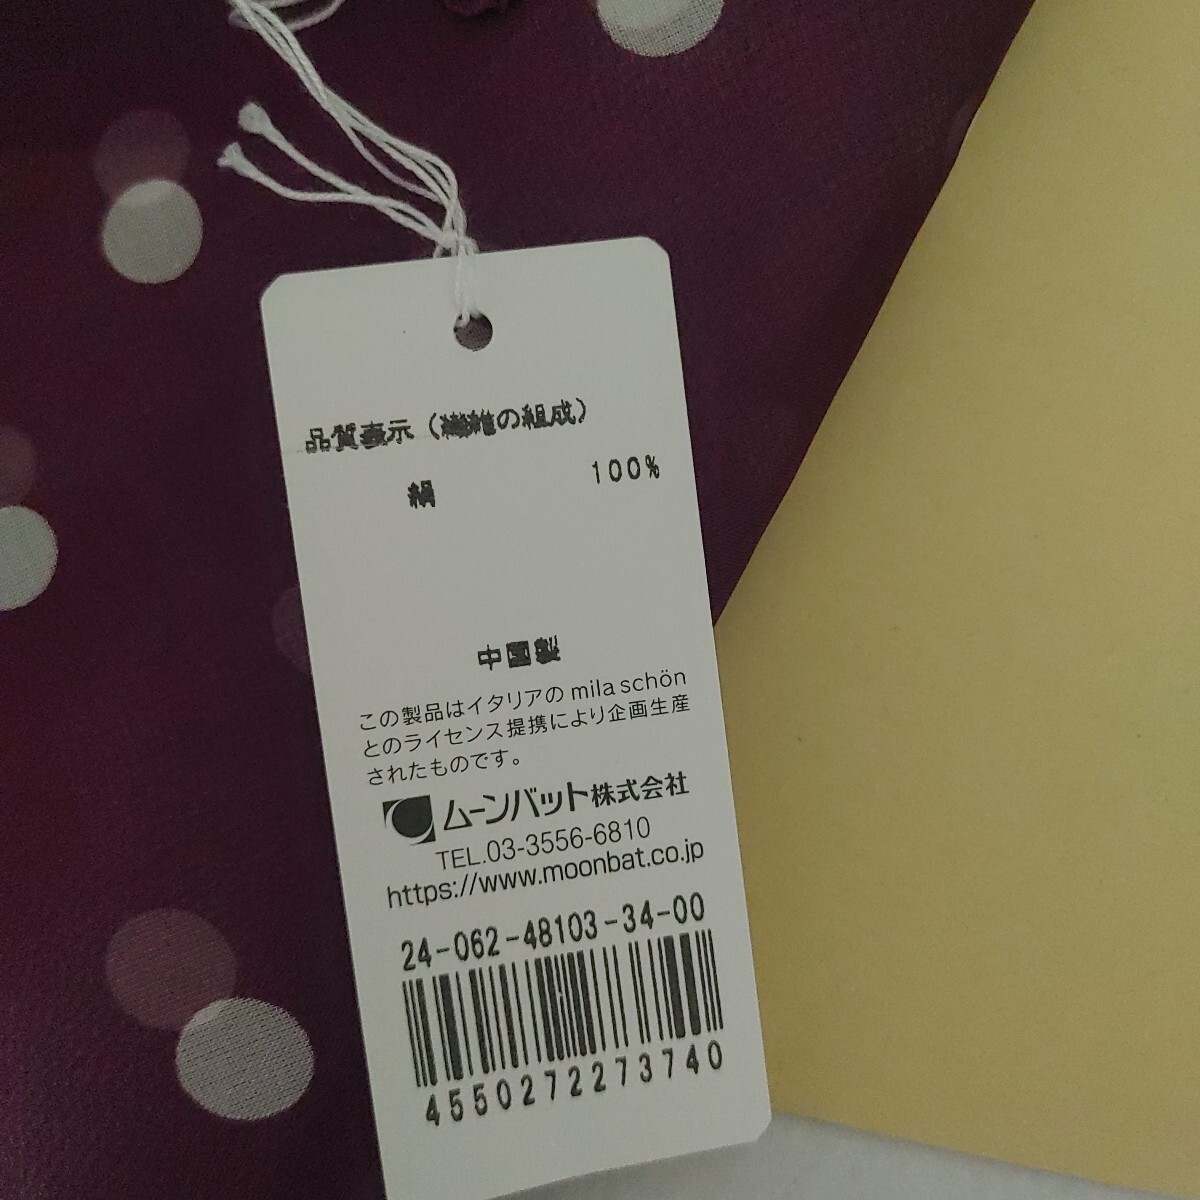 品質表示（繊維の組成）
絹 100%
中国製
この製品はイタリアの mila schön
とのライセンス提携により企画生産
されたものです。
ムーンバット株式会社
TEL.03-3556-6810
https://www.moonbat.co.jp
24-062-48103-34-00
4550272273740